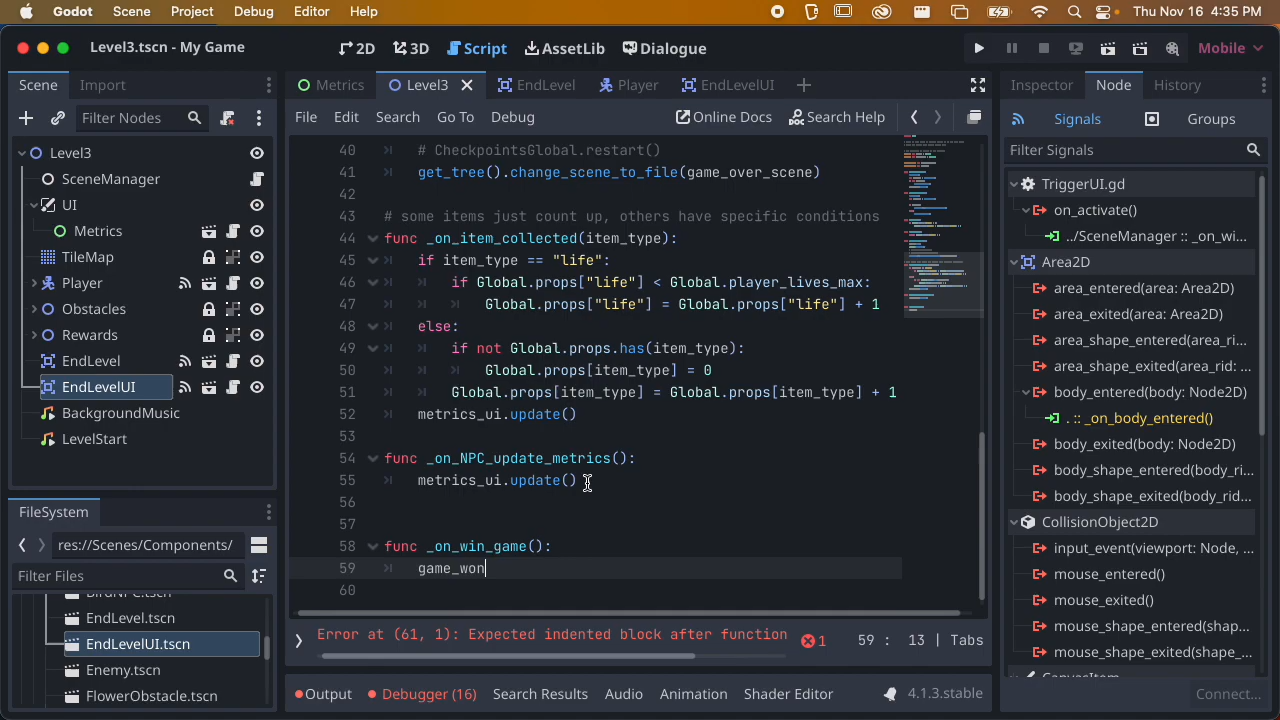 Godot Scene Project Debug Editor Help Thu Nov 16 4:35 PM
Level3.tscn - My Game
2D 3D Script AssetLib Dialogue
Mobile
Scene Import
Filter Nodes
Level3
SceneManager
UI
Metrics
TileMap
Player
Obstacles
Rewards
EndLevel
EndLevelUI
BackgroundMusic
LevelStart
FileSystem
res://Scenes/Components/
Filter Files
EndLevel.tscn
EndLevelUI.tscn
Enemy.tscn
FlowerObstacle.tscn
Metrics Level3 EndLevel Player EndLevelUI
File Edit Search Go To Debug Online Docs Search Help
40 # CheckpointsGlobal.restart()
41 get_tree().change_scene_to_file(game_over_scene)
42
43 # some items just count up, others have specific conditions
44 func _on_item_collected(item_type):
45 if item_type == "life":
46 if Global.props["life"] < Global.player_lives_max:
47 Global.props["life"] = Global.props["life"] + 1
48 else:
49 if not Global.props.has(item_type):
50 Global.props[item_type] = 0
51 Global.props[item_type] = Global.props[item_type] + 1
52 metrics_ui.update()
53
54 func _on_NPC_update_metrics():
55 metrics_ui.update()
56
57
58 func _on_win_game():
59 game_won
60
Error at (61, 1): Expected indented block after function
1 59 : 13 | Tabs
Output Debugger (16) Search Results Audio Animation Shader Editor 4.1.3.stable
Inspector Node History
Signals Groups
Filter Signals
TriggerUI.gd
on_activate()
../SceneManager :: _on_wi...
Area2D
area_entered(area: Area2D)
area_exited(area: Area2D)
area_shape_entered(area_ri...
area_shape_exited(area_rid: ...
body_entered(body: Node2D)
. :: _on_body_entered()
body_exited(body: Node2D)
body_shape_entered(body_ri...
body_shape_exited(body_rid...
CollisionObject2D
input_event(viewport: Node, ...
mouse_entered()
mouse_exited()
mouse_shape_entered(shap...
mouse_shape_exited(shape_...
Connect...